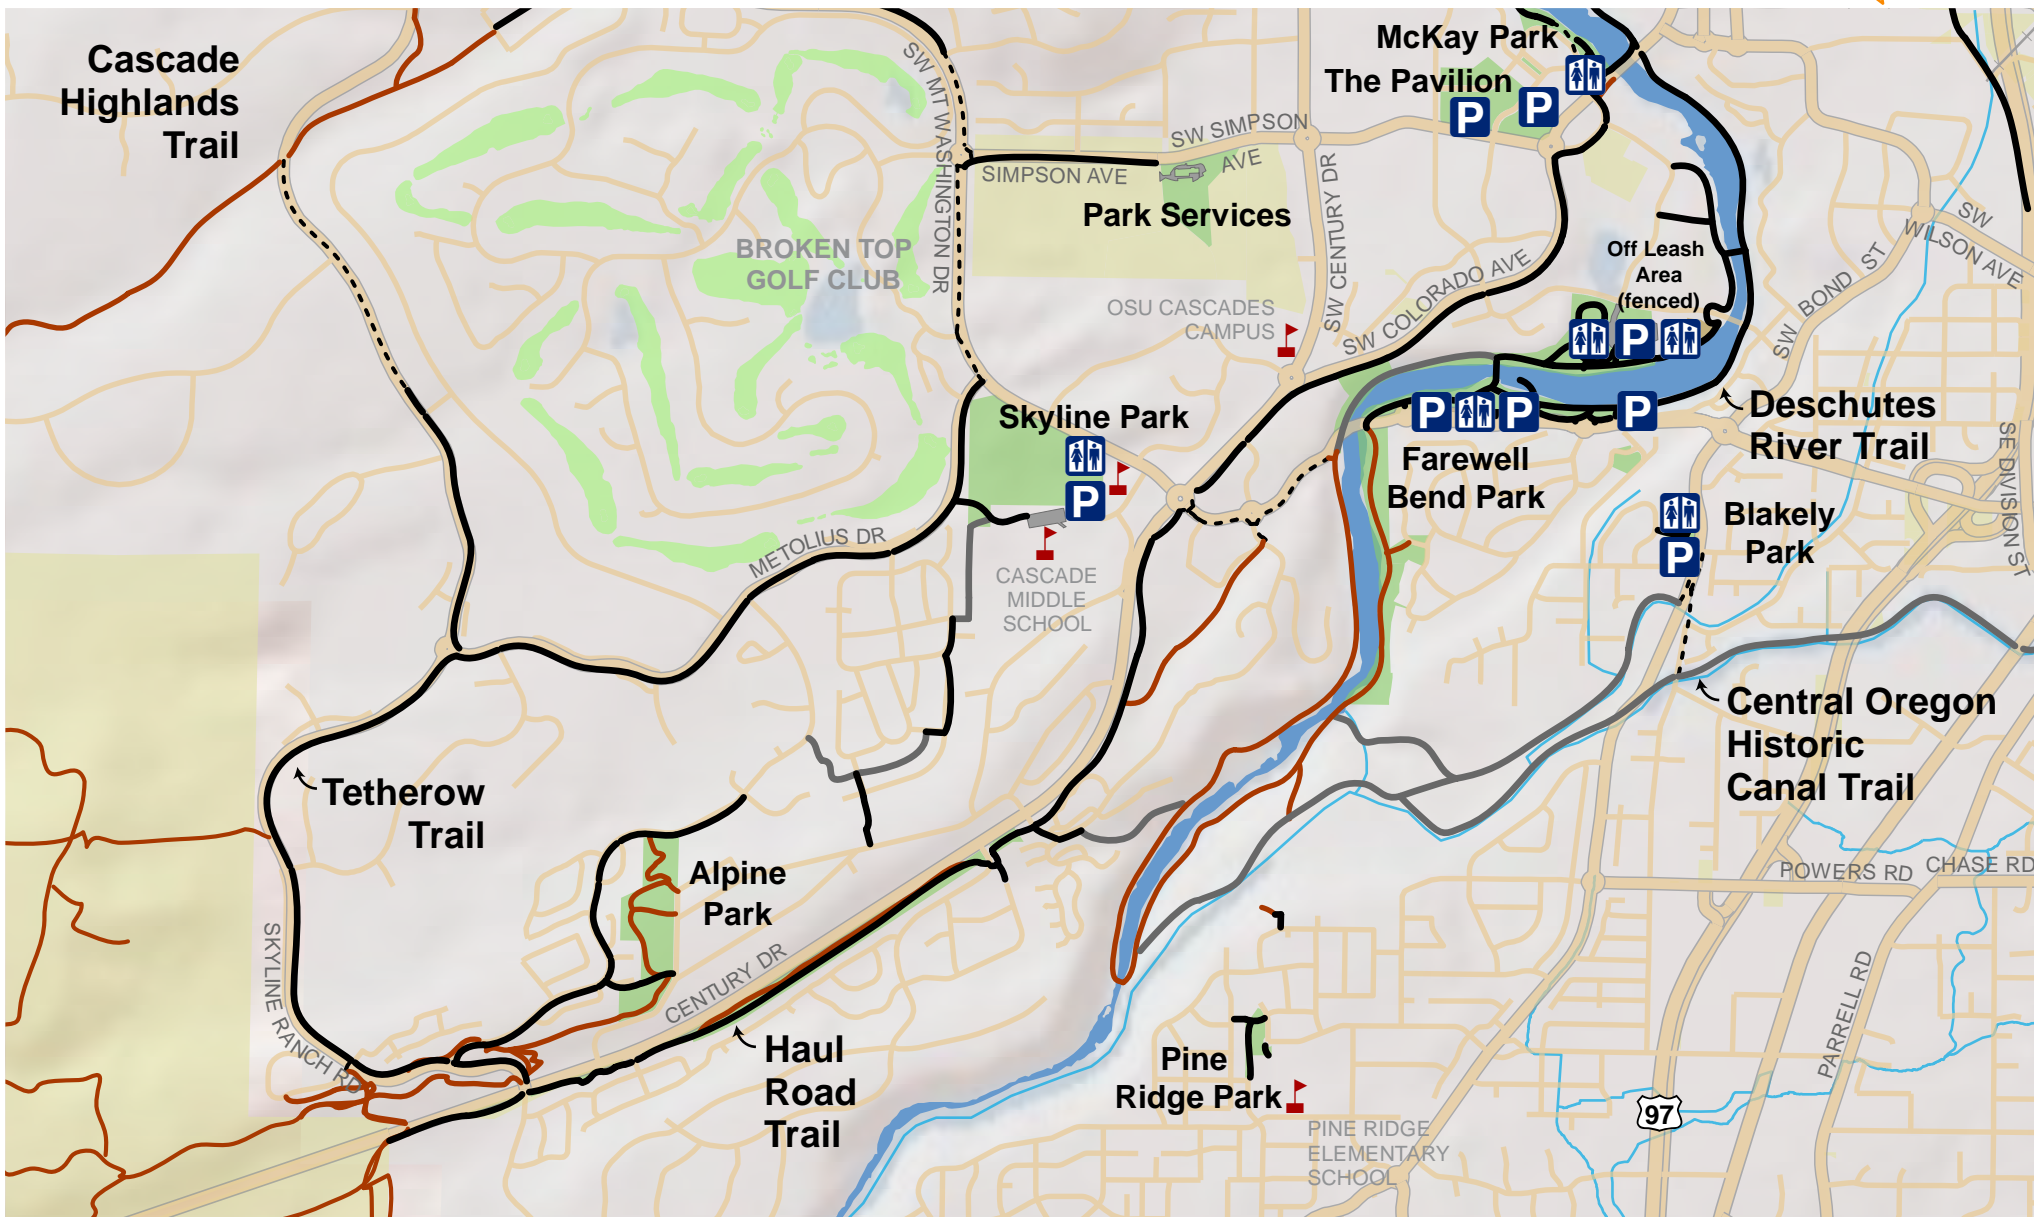 Cascade
Highlands
Trail
SW MT WASHINGTON DR
McKay Park
The Pavilion
P
P
SW SIMPSON
AVE
SIMPSON AVE
Park Services
SW CENTURY DR
BROKEN TOP
GOLF CLUB
OSU CASCADES
CAMPUS
SW COLORADO AVE
Off Leash
Area
(fenced)
P
SW BOND ST
SW
WILSON AVE
Skyline Park
P
P
P
P
Deschutes
River Trail
Farewell
Bend Park
SE DIVISION ST
Blakely
Park
P
METOLIUS DR
CASCADE
MIDDLE
SCHOOL
Central Oregon
Historic
Canal Trail
Tetherow
Trail
Alpine
Park
POWERS RD
CHASE RD
SKYLINE RANCH RD
CENTURY DR
PARRELL RD
Haul
Road
Trail
Pine
Ridge Park
97
PINE RIDGE
ELEMENTARY
SCHOOL